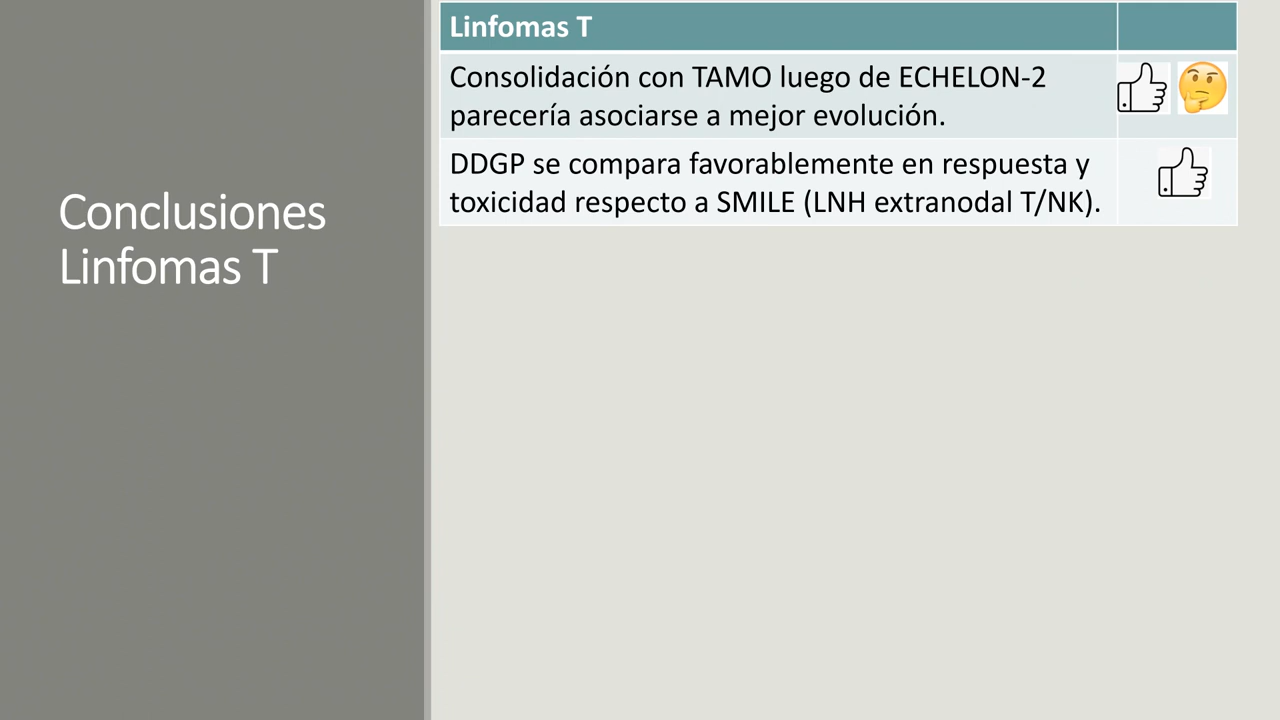 Conclusiones
Linfomas T
Linfomas T
Consolidación con TAMO luego de ECHELON-2
parecería asociarse a mejor evolución.
DDGP se compara favorablemente en respuesta y
toxicidad respecto a SMILE (LNH extranodal T/NK).